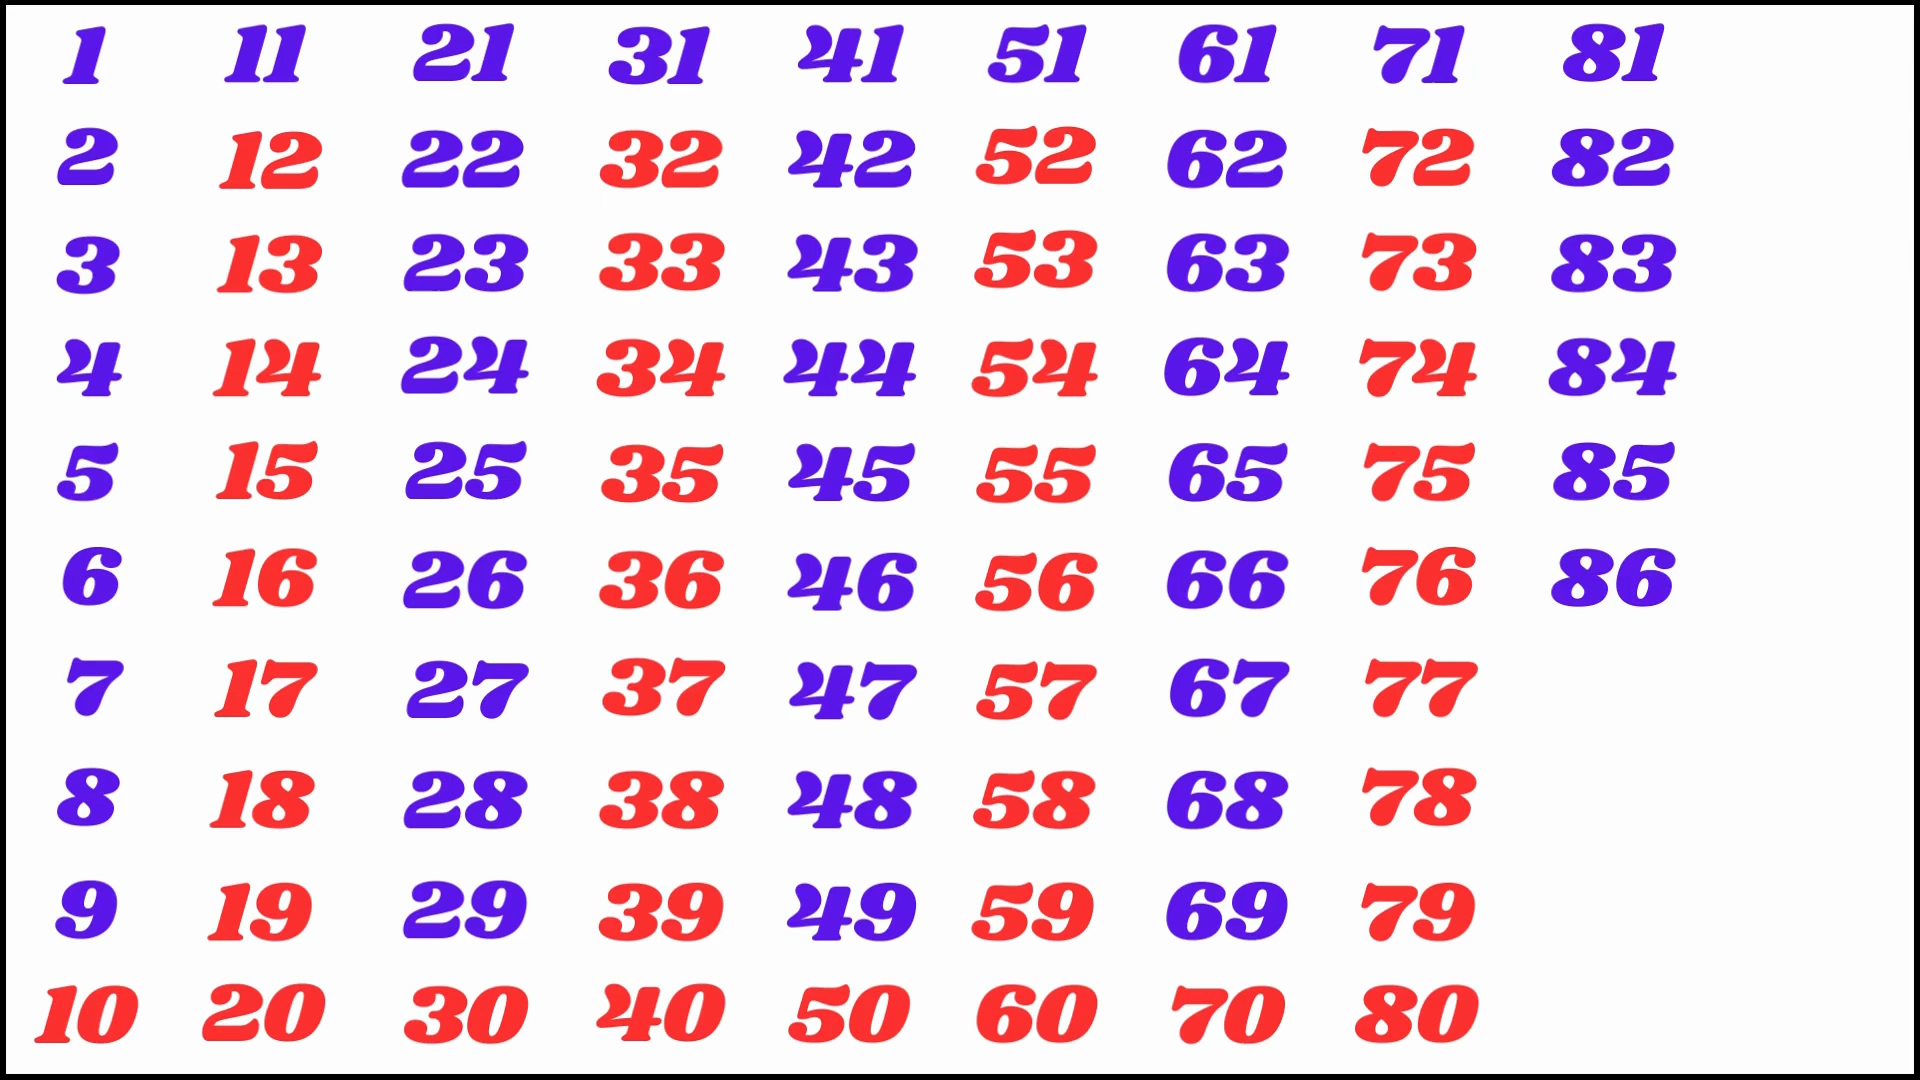 1 11 21 31 41 51 61 71 81
2 12 22 32 42 52 62 72 82
3 13 23 33 43 53 63 73 83
4 14 24 34 44 54 64 74 84
5 15 25 35 45 55 65 75 85
6 16 26 36 46 56 66 76 86
7 17 27 37 47 57 67 77
8 18 28 38 48 58 68 78
9 19 29 39 49 59 69 79
10 20 30 40 50 60 70 80